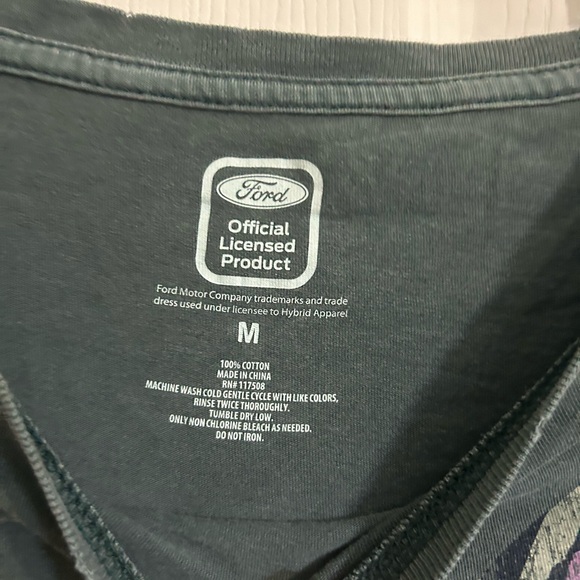 Ford
Official
Licensed
Product
Ford Motor Company trademarks and trade
dress used under licensee to Hybrid Apparel
M
100% COTTON
MADE IN CHINA
RN# 117508
MACHINE WASH COLD GENTLE CYCLE WITH LIKE COLORS,
RINSE TWICE THOROUGHLY.
TUMBLE DRY LOW.
ONLY NON CHLORINE BLEACH AS NEEDED.
DO NOT IRON.